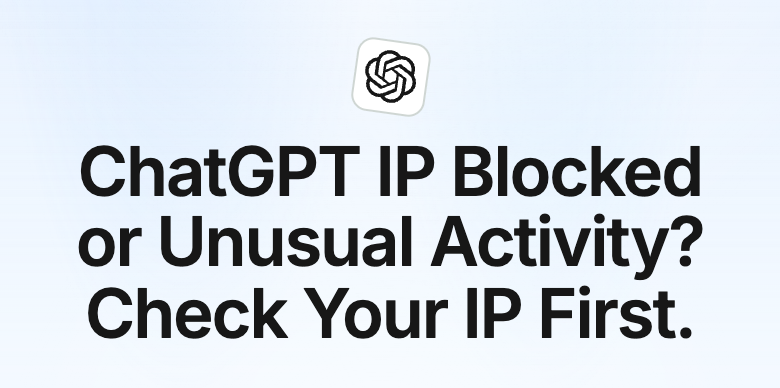 ChatGPT IP Blocked
or Unusual Activity?
Check Your IP First.